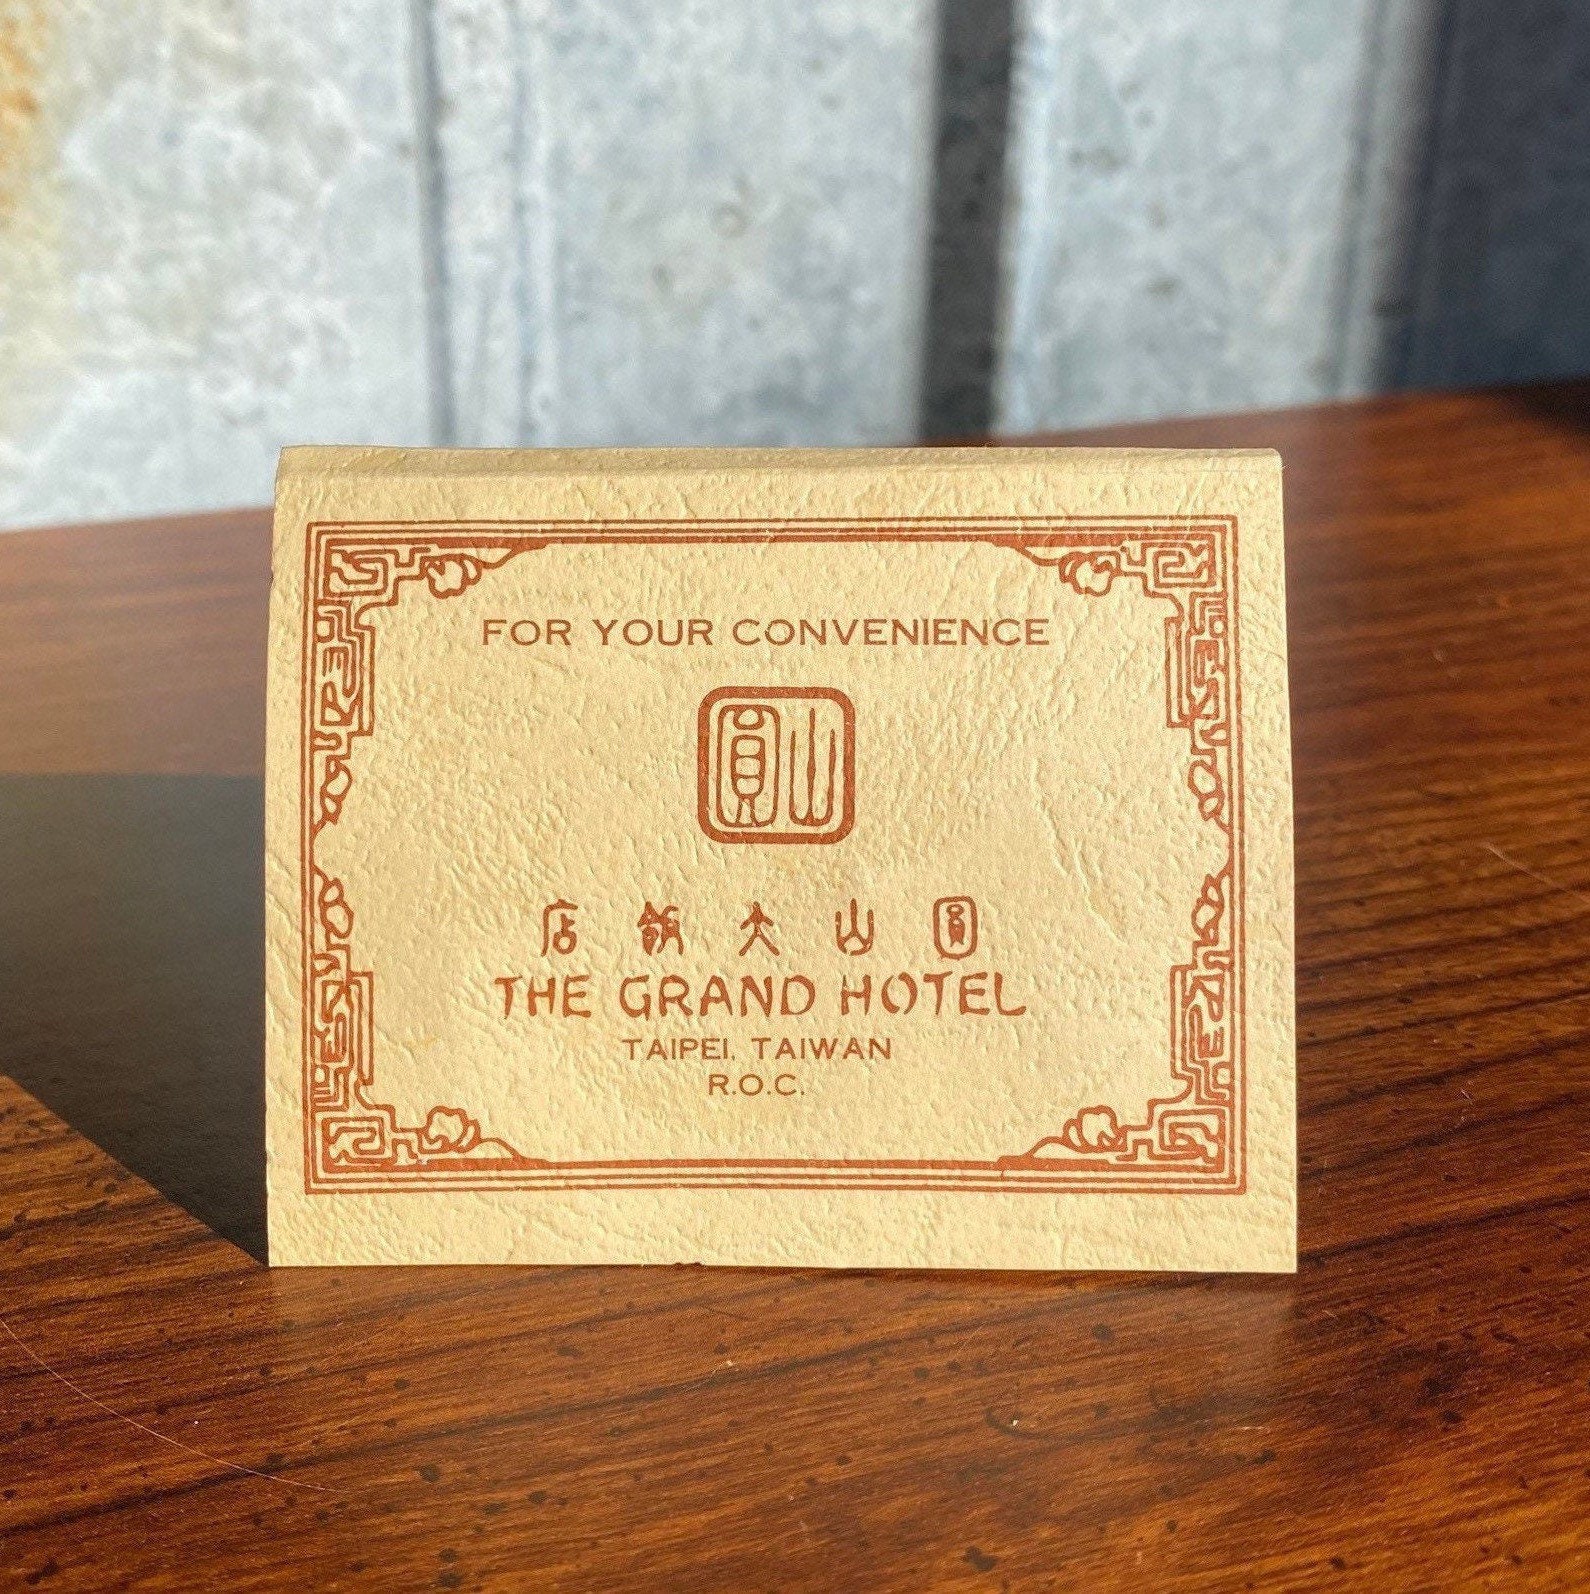 FOR YOUR CONVENIENCE
圓山
店飯大山圓
THE GRAND HOTEL
TAIPEI, TAIWAN
R.O.C.